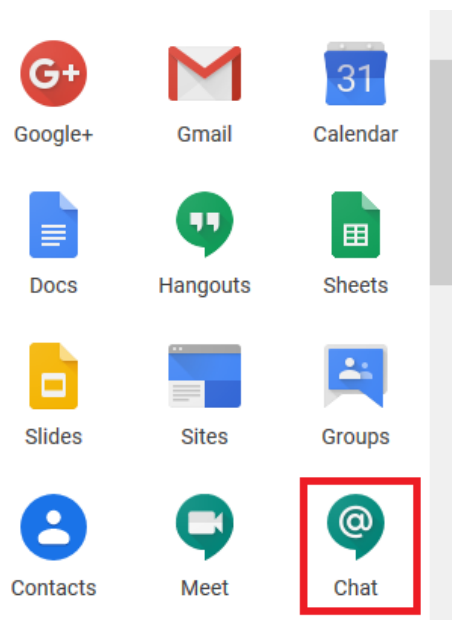 G+
Google+ Gmail Calendar
31
Docs Hangouts Sheets
Slides Sites Groups
@
Contacts Meet Chat